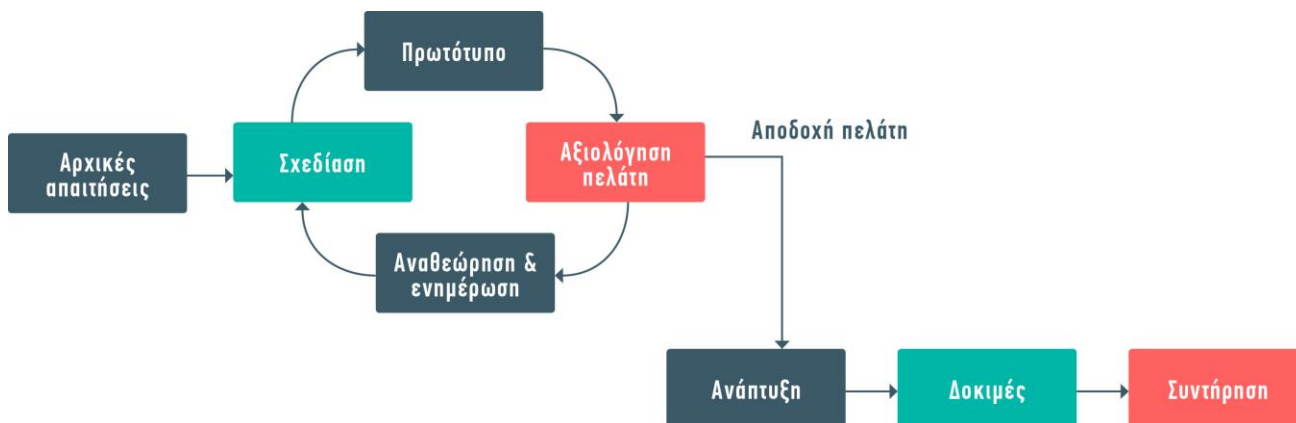 Πρωτότυπο
Αποδοχή πελάτη
Αρχικές
απαιτήσεις
Σχεδίαση
Αξιολόγηση
πελάτη
Αναθεώρηση &
ενημέρωση
Ανάπτυξη
Δοκιμές
Συντήρηση